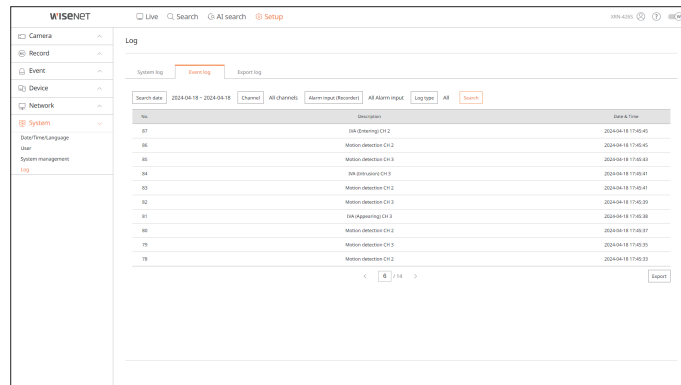 WISENET
Live Search AI search Setup
Camera
Record
Event
Device
Network
System
Date/Time/Language
User
System management
Log
Log
System log Event log Export log
Search date 2024-04-18 ~ 2024-04-18 Channel All channels Alarm input (Recorder) All Alarm input Log type All Search
No. Description Date & Time
87 IVA (Entering) CH 2 2024-04-18 17:45:45
86 Motion detection CH 2 2024-04-18 17:45:45
85 Motion detection CH 3 2024-04-18 17:45:43
84 IVA (Intrusion) CH 3 2024-04-18 17:45:41
83 Motion detection CH 2 2024-04-18 17:45:41
82 Motion detection CH 3 2024-04-18 17:45:39
81 IVA (Appearing) CH 3 2024-04-18 17:45:38
80 Motion detection CH 2 2024-04-18 17:45:37
79 Motion detection CH 3 2024-04-18 17:45:35
78 Motion detection CH 2 2024-04-18 17:45:33
< 6 / 14 >
Export